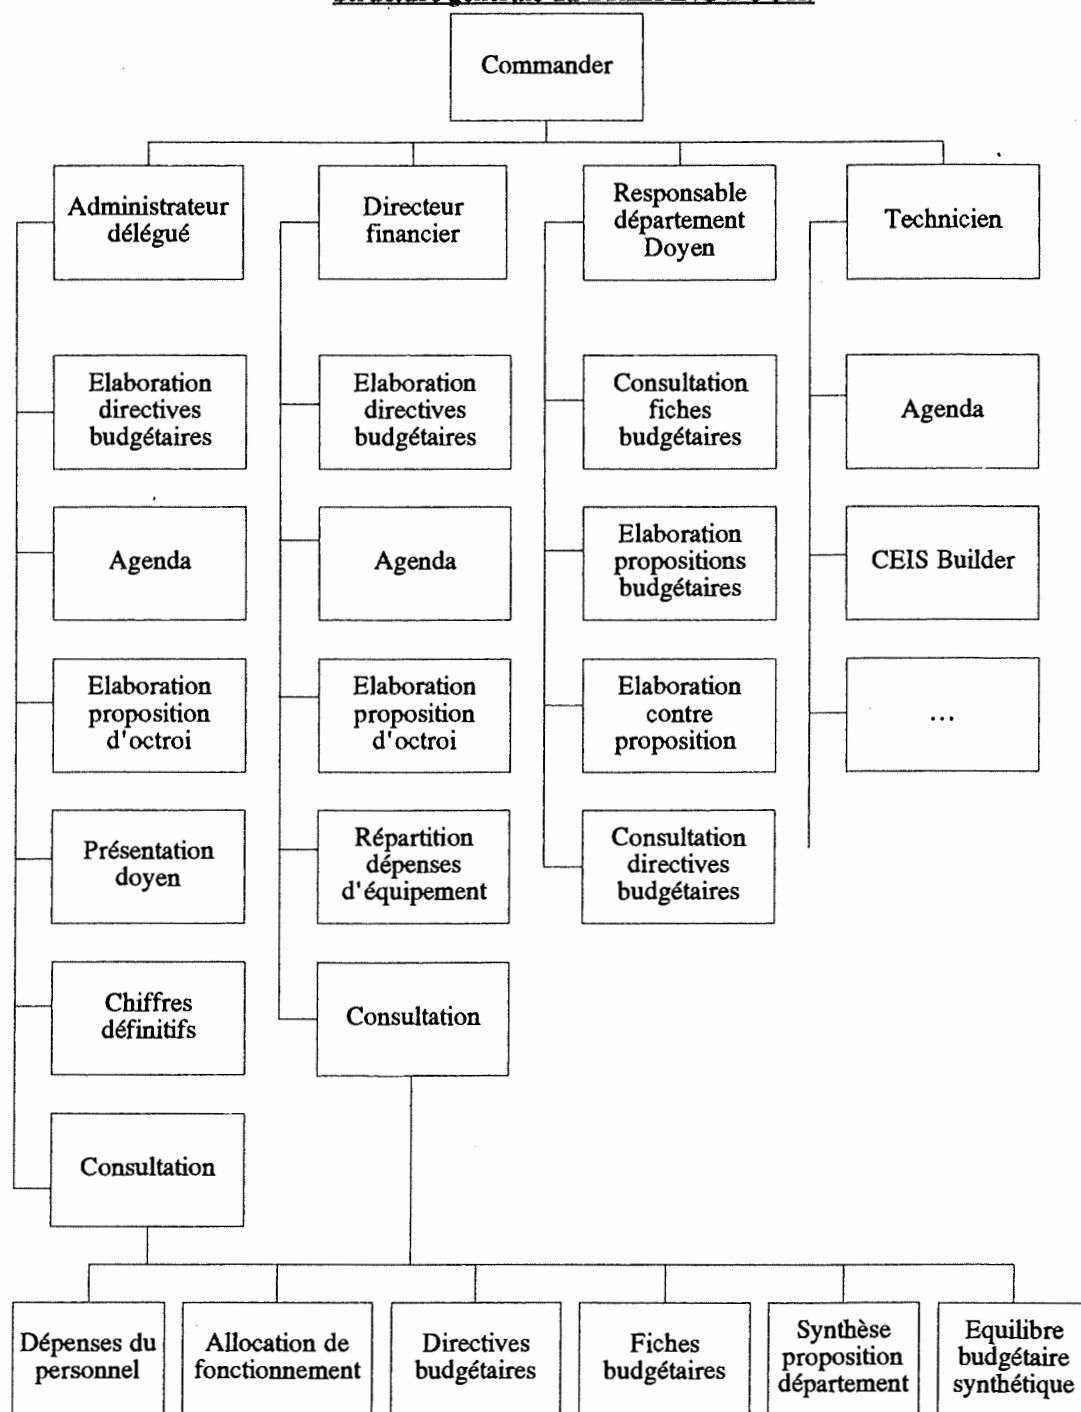 Commander
Administrateur
délégué
Directeur
financier
Responsable
département
Doyen
Technicien
Elaboration
directives
budgétaires
Elaboration
directives
budgétaires
Consultation
fiches
budgétaires
Agenda
Agenda
Agenda
Elaboration
propositions
budgétaires
CEIS Builder
Elaboration
proposition
d'octroi
Elaboration
proposition
d'octroi
Elaboration
contre
proposition
...
Présentation
doyen
Répartition
dépenses
d'équipement
Consultation
directives
budgétaires
Chiffres
définitifs
Consultation
Consultation
Dépenses du
personnel
Allocation de
fonctionnement
Directives
budgétaires
Fiches
budgétaires
Synthèse
proposition
département
Equilibre
budgétaire
synthétique